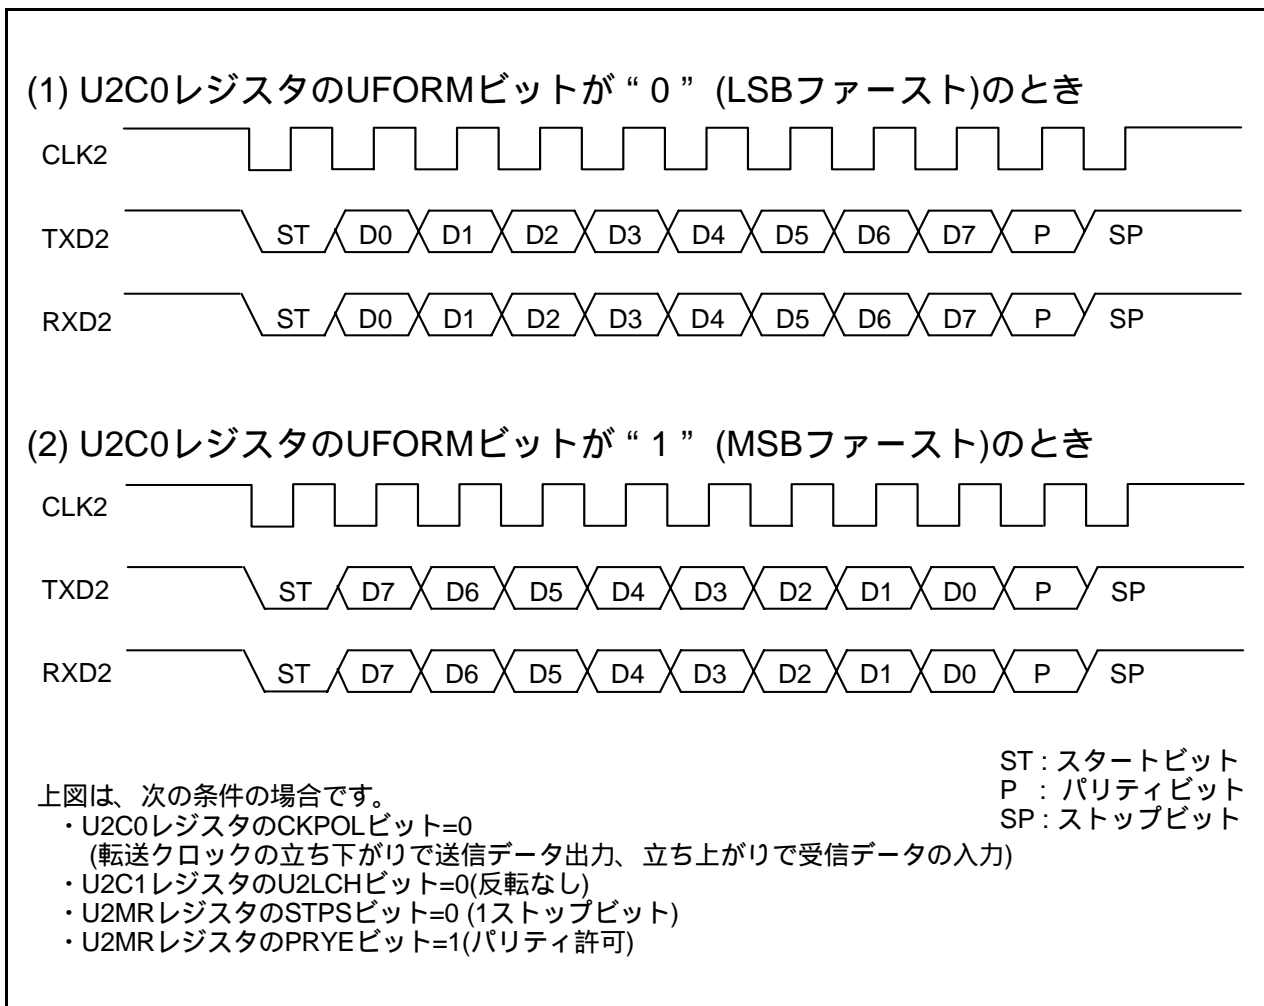 (1) U2C0レジスタのUFORMビットが“0”(LSBファースト)のとき
CLK2
TXD2 ST D0 D1 D2 D3 D4 D5 D6 D7 P SP
RXD2 ST D0 D1 D2 D3 D4 D5 D6 D7 P SP
(2) U2C0レジスタのUFORMビットが“1”(MSBファースト)のとき
CLK2
TXD2 ST D7 D6 D5 D4 D3 D2 D1 D0 P SP
RXD2 ST D7 D6 D5 D4 D3 D2 D1 D0 P SP
ST : スタートビット
P : パリティビット
SP : ストップビット
上図は、次の条件の場合です。
・U2C0レジスタのCKPOLビット=0
(転送クロックの立ち下がりで送信データ出力、立ち上がりで受信データの入力)
・U2C1レジスタのU2LCHビット=0(反転なし)
・U2MRレジスタのSTPSビット=0 (1ストップビット)
・U2MRレジスタのPRYEビット=1(パリティ許可)